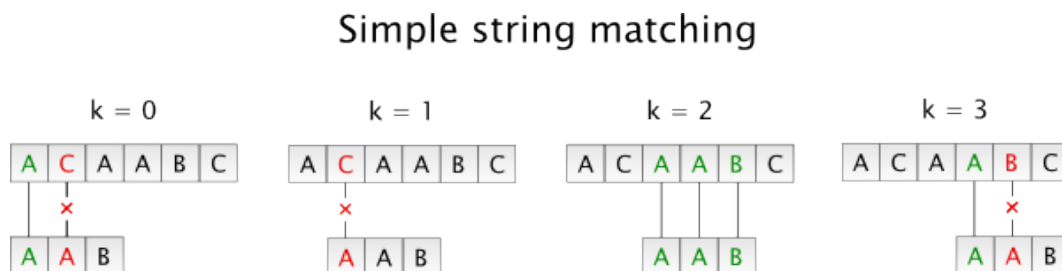 Simple string matching
k = 0 k = 1 k = 2 k = 3
A C A A B C A C A A B C A C A A B C A C A A B C
× × ×
A A B A A B A A B A A B